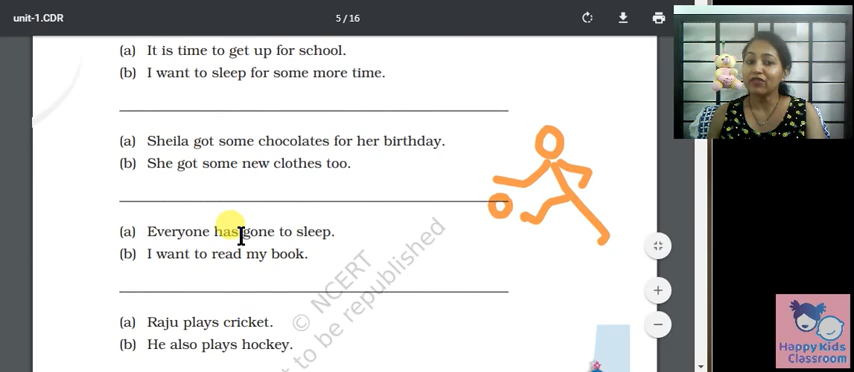 unit-1.CDR
5 / 16
(a) It is time to get up for school.
(b) I want to sleep for some more time.
(a) Sheila got some chocolates for her birthday.
(b) She got some new clothes too.
(a) Everyone has gone to sleep.
(b) I want to read my book.
(a) Raju plays cricket.
(b) He also plays hockey.
© NCERT
t to be republished
Happy Kids
Classroom